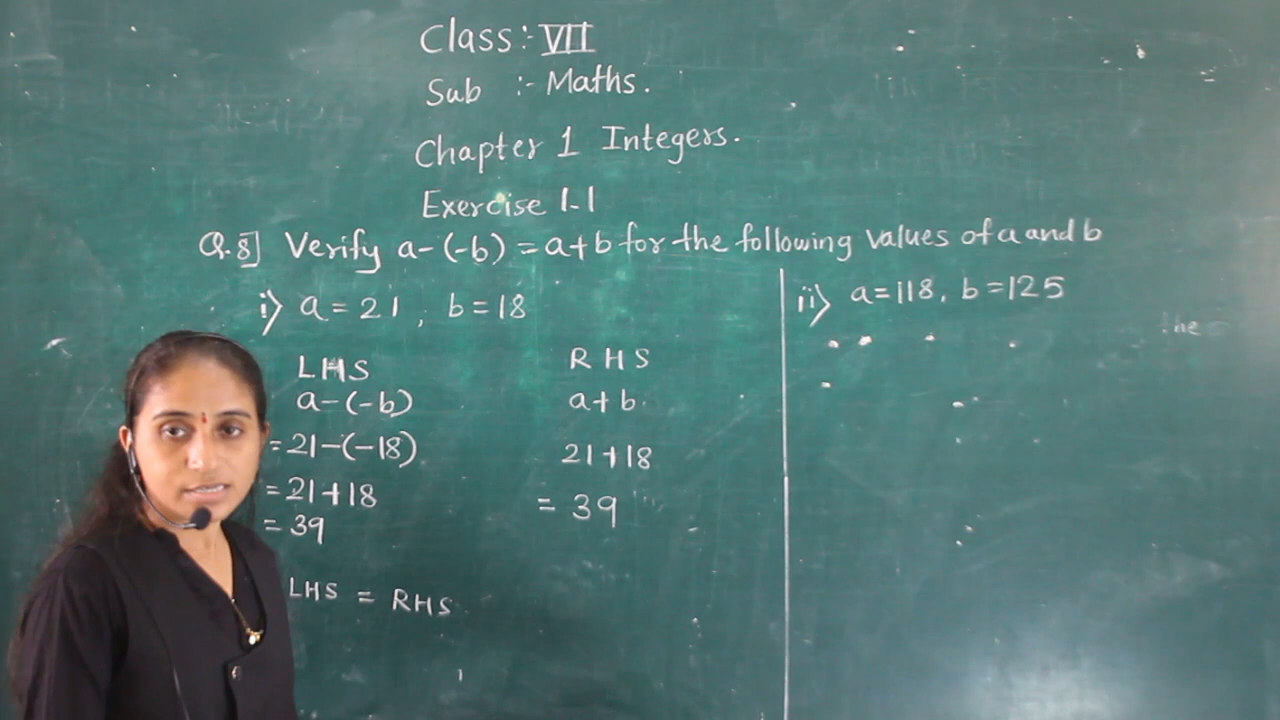 Class :- VII
Sub :- Maths.
Chapter 1 Integers.
Exercise 1.1
Q.8] Verify a-(-b) = a+b for the following values of a and b
i) a = 21 , b = 18
LHS
a-(-b)
= 21-(-18)
= 21+18
= 39
LHS = RHS
RHS
a+b.
21+18
= 39
ii) a=118, b=125
the